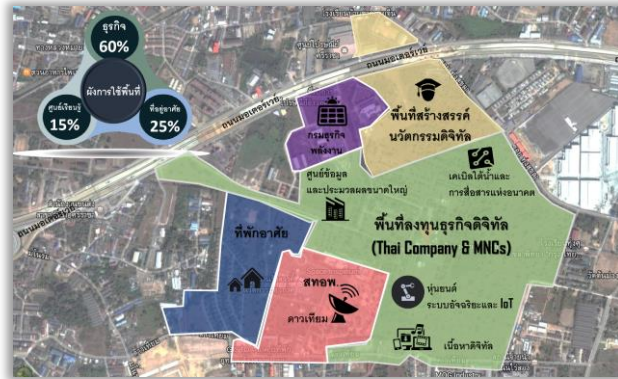 ธุรกิจ
60%
ผังการใช้พื้นที่
ศูนย์เรียนรู้
15%
ที่อยู่อาศัย
25%
ถนนมอเตอร์เวย์
ถนนมอเตอร์เวย์
กรมธุรกิจ
พลังงาน
พื้นที่สร้างสรรค์
นวัตกรรมดิจิทัล
ศูนย์ข้อมูล
และประมวลผลขนาดใหญ่
เคเบิลใต้น้ำและ
การสื่อสารแห่งอนาคต
พื้นที่ลงทุนธุรกิจดิจิทัล
(Thai Company & MNCs)
ที่พักอาศัย
สทอพ.
ดาวเทียม
หุ่นยนต์
ระบบอัจฉริยะและ IoT
เนื้อหาดิจิทัล